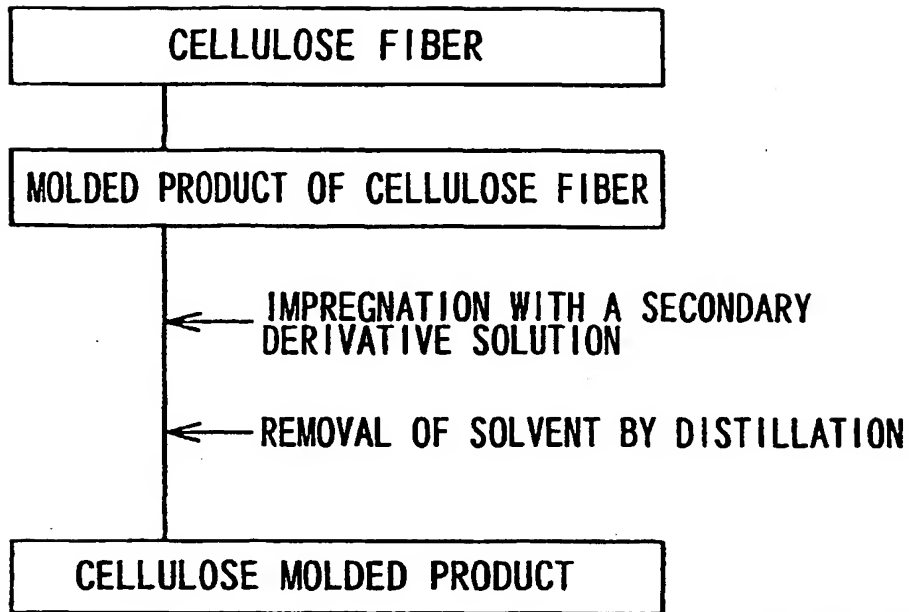 CELLULOSE FIBER
MOLDED PRODUCT OF CELLULOSE FIBER
IMPREGNATION WITH A SECONDARY
DERIVATIVE SOLUTION
REMOVAL OF SOLVENT BY DISTILLATION
CELLULOSE MOLDED PRODUCT